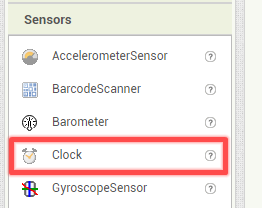 Sensors
AccelerometerSensor ?
BarcodeScanner ?
Barometer ?
Clock ?
GyroscopeSensor ?